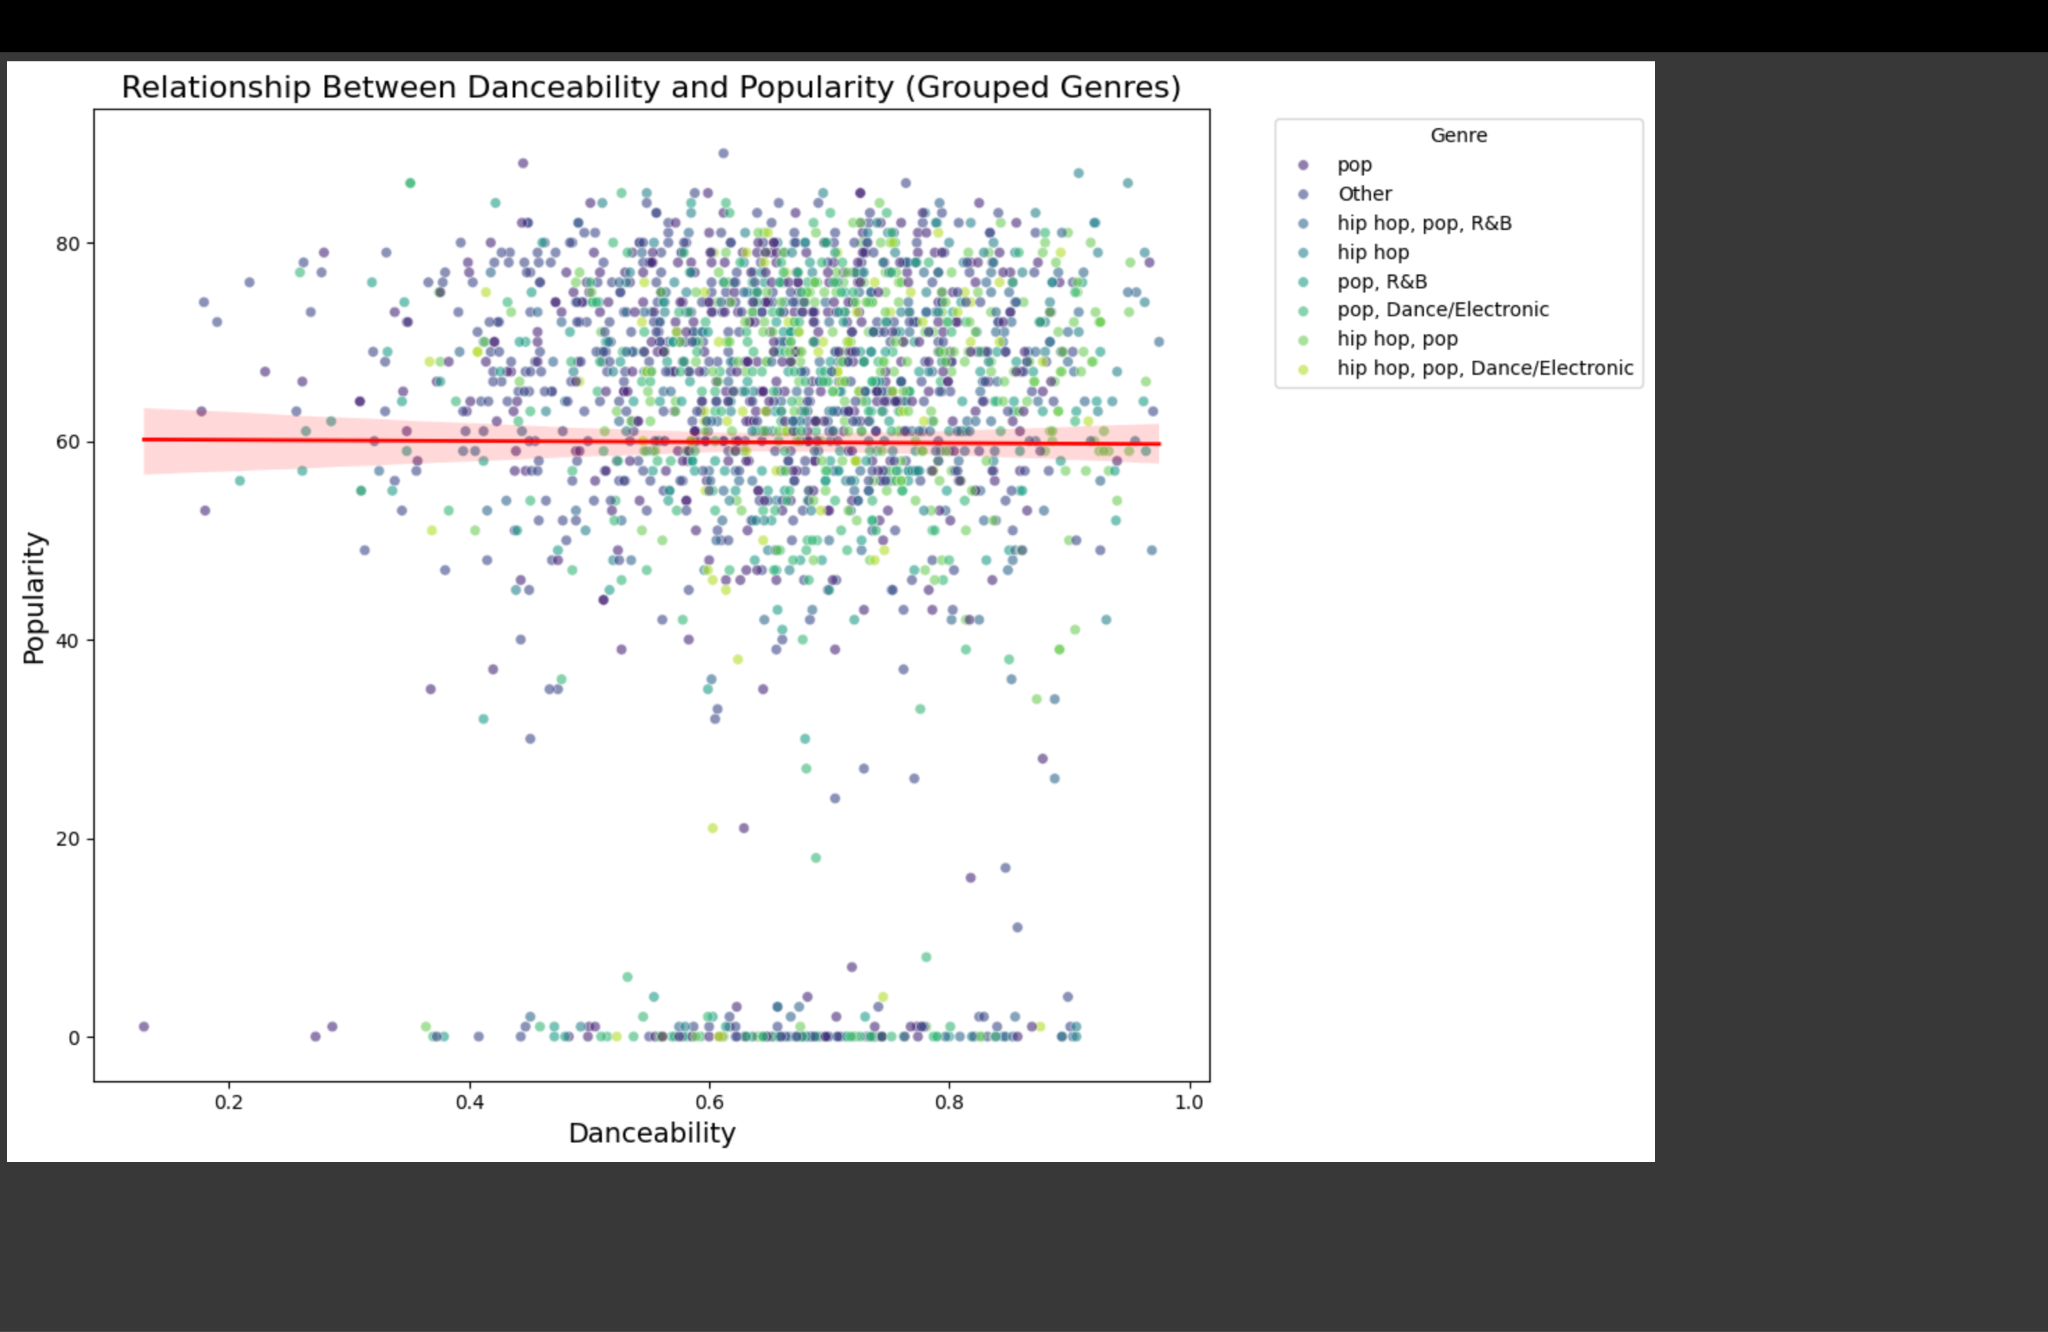 Relationship Between Danceability and Popularity (Grouped Genres)
Genre
pop
Other
hip hop, pop, R&B
hip hop
pop, R&B
pop, Dance/Electronic
hip hop, pop
hip hop, pop, Dance/Electronic
Popularity
80
60
40
20
0
0.2 0.4 0.6 0.8 1.0
Danceability